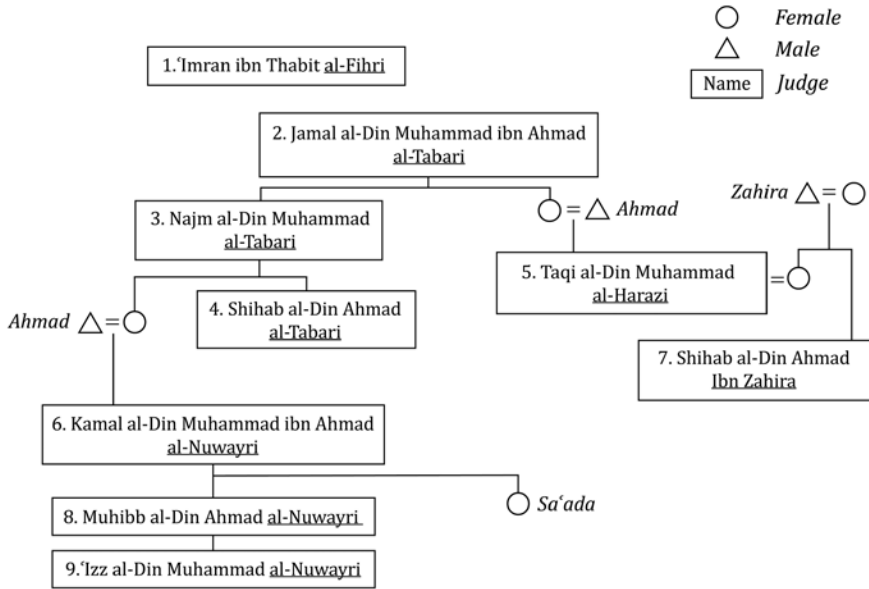 Female
Male
Name
Judge
1.ʿImran ibn Thabit al-Fihri
2. Jamal al-Din Muhammad ibn Ahmad
al-Tabari
3. Najm al-Din Muhammad
al-Tabari
= Ahmad
Zahira =
4. Shihab al-Din Ahmad
al-Tabari
5. Taqi al-Din Muhammad
al-Harazi
=
Ahmad =
7. Shihab al-Din Ahmad
Ibn Zahira
6. Kamal al-Din Muhammad ibn Ahmad
al-Nuwayri
Saʿada
8. Muhibb al-Din Ahmad al-Nuwayri
9.ʿIzz al-Din Muhammad al-Nuwayri